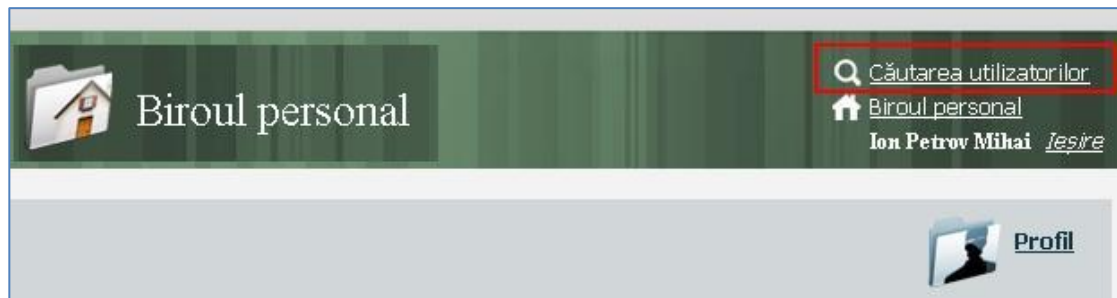 Biroul personal
Căutarea utilizatorilor
Biroul personal
Ion Petrov Mihai Ieșire
Profil